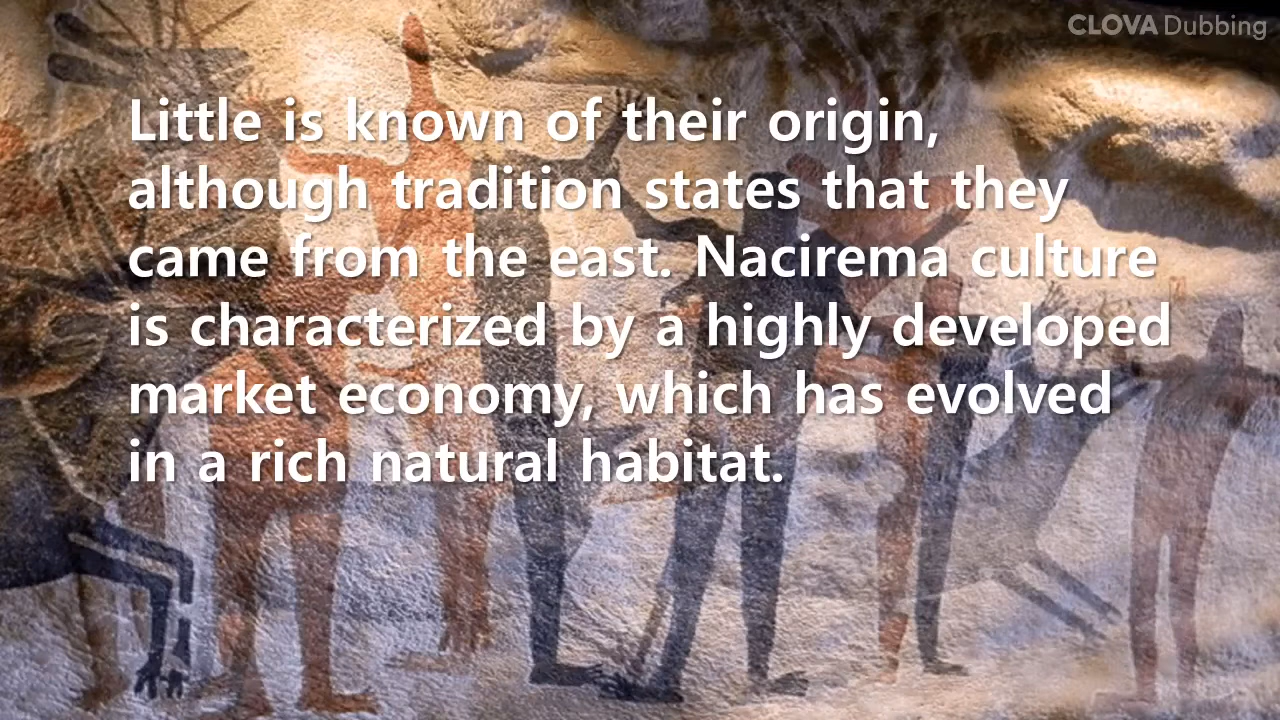 CLOVA Dubbing
Little is known of their origin,
although tradition states that they
came from the east. Nacirema culture
is characterized by a highly developed
market economy, which has evolved
in a rich natural habitat.